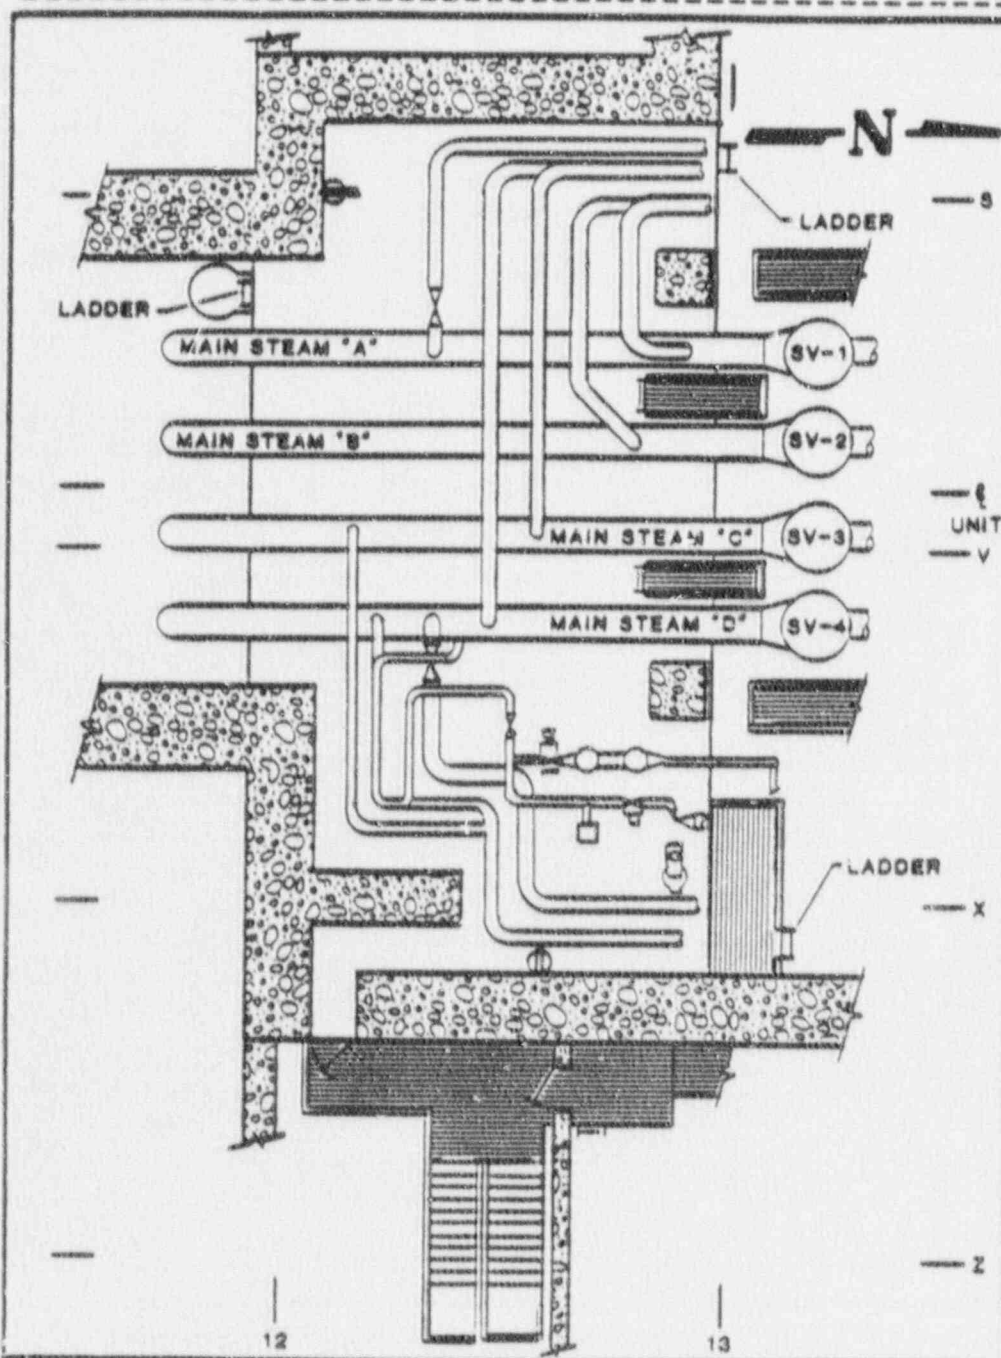 N
S
LADDER
LADDER
MAIN STEAM "A"
SV-1
MAIN STEAM "B"
SV-2
UNIT
MAIN STEAM "C"
SV-3
V
MAIN STEAM "D"
SV-4
LADDER
X
Z
12
13